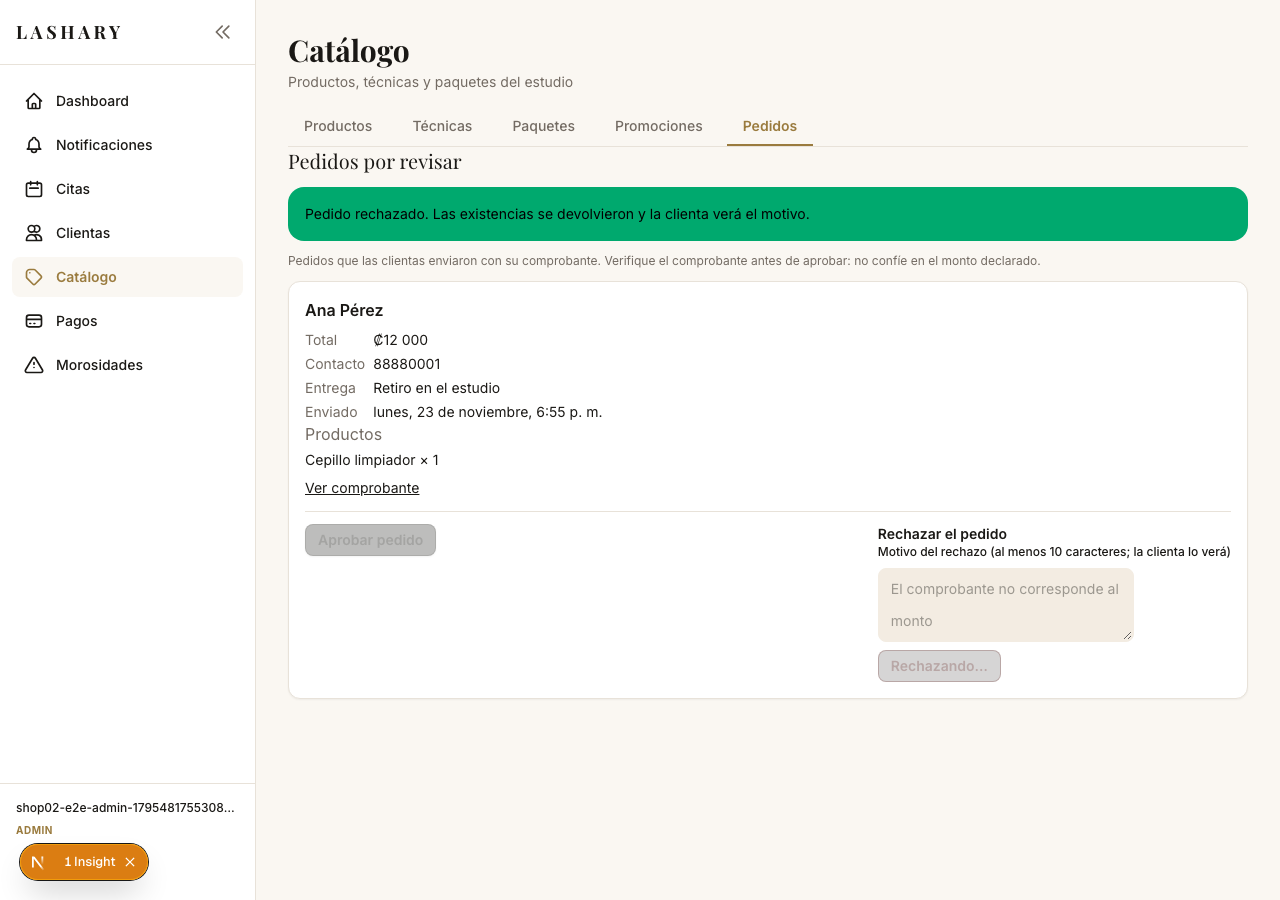 LASHARY
Dashboard
Notificaciones
Citas
Clientas
Catálogo
Pagos
Morosidades
shop02-e2e-admin-1795481755308...
ADMIN
1 Insight
Catálogo
Productos, técnicas y paquetes del estudio
Productos Técnicas Paquetes Promociones Pedidos
Pedidos por revisar
Pedido rechazado. Las existencias se devolvieron y la clienta verá el motivo.
Pedidos que las clientas enviaron con su comprobante. Verifique el comprobante antes de aprobar: no confíe en el monto declarado.
Ana Pérez
Total ₡12 000
Contacto 88880001
Entrega Retiro en el estudio
Enviado lunes, 23 de noviembre, 6:55 p. m.
Productos
Cepillo limpiador × 1
Ver comprobante
Aprobar pedido
Rechazar el pedido
Motivo del rechazo (al menos 10 caracteres; la clienta lo verá)
El comprobante no corresponde al
monto
Rechazando...